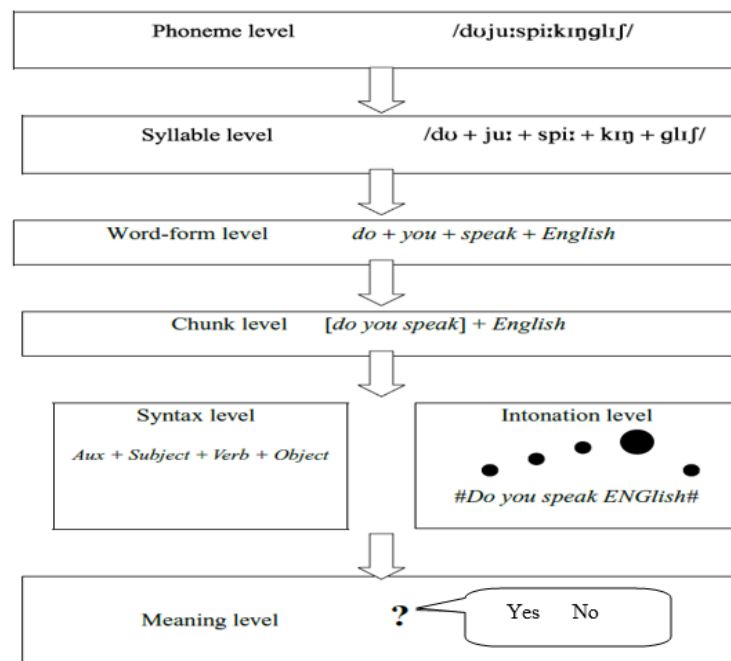 Phoneme level /dʊjuːspiːkɪŋglɪʃ/
Syllable level /dʊ + juː + spiː + kɪŋ + glɪʃ/
Word-form level do + you + speak + English
Chunk level [do you speak] + English
Syntax level
Aux + Subject + Verb + Object
Intonation level
#Do you speak ENGlish#
Meaning level ? Yes No